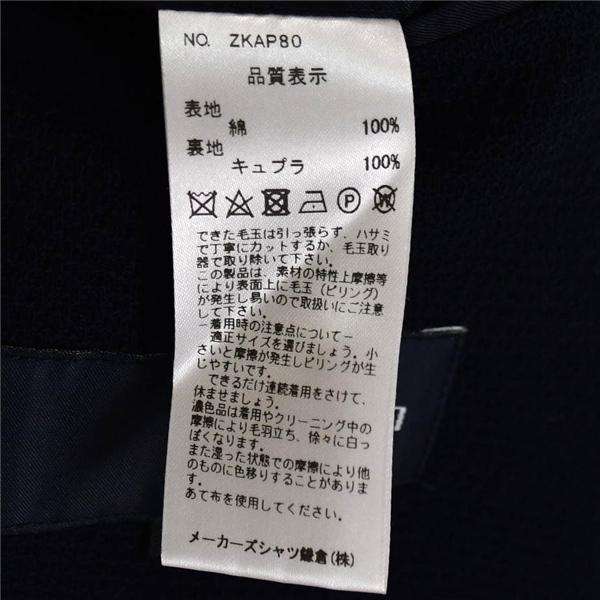 NO. ZKAP80
品質表示
表地
綿 100%
裏地
キュプラ 100%
P
W
できた毛玉は引っ張らず、ハサミ
で丁寧にカットするか、毛玉取り
器で取り除いて下さい。
この製品は、素材の特性上摩擦等
により表面上に毛玉（ピリング）
が発生し易いので取扱いにご注意
して下さい。
－着用時の注意点について－
適正サイズを選びましょう。小
さいと摩擦が発生しピリングが生
じやすいです。
できるだけ連続着用をさけて、
休ませましょう。
濃色品は着用やクリーニング中の
摩擦により毛羽立ち、徐々に白っ
ぽくなります。
また湿った状態での摩擦により他
のものに色移りすることがありま
す。
あて布を使用してください。
メーカーズシャツ鎌倉(株)